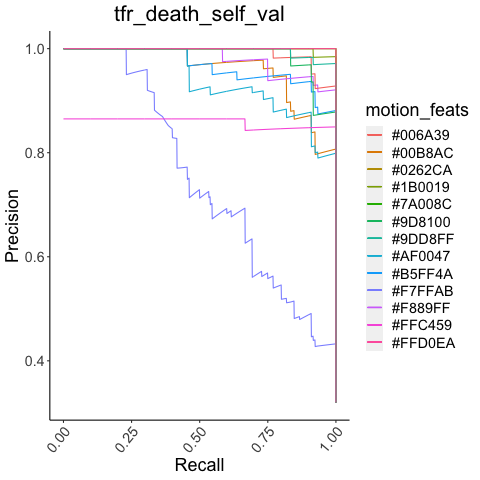 tfr_death_self_val
1.0
0.8
0.6
0.4
Precision
0.00
0.25
0.50
0.75
1.00
Recall
motion_feats
#006A39
#00B8AC
#0262CA
#1B0019
#7A008C
#9D8100
#9DD8FF
#AF0047
#B5FF4A
#F7FFAB
#F889FF
#FFC459
#FFD0EA